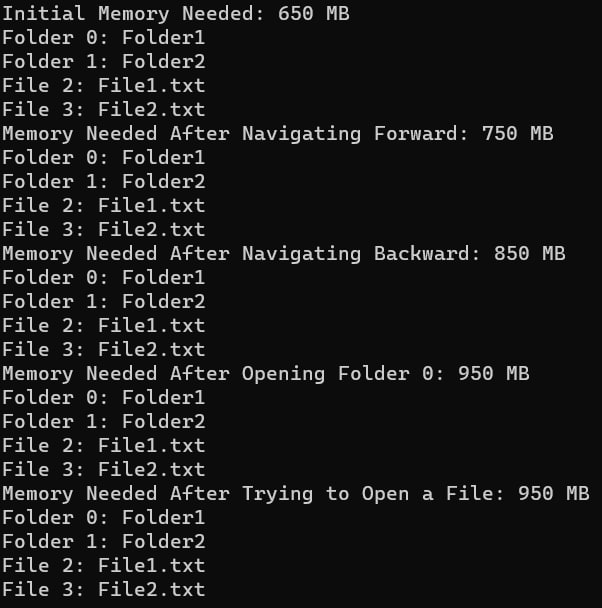 Initial Memory Needed: 650 MB
Folder 0: Folder1
Folder 1: Folder2
File 2: File1.txt
File 3: File2.txt
Memory Needed After Navigating Forward: 750 MB
Folder 0: Folder1
Folder 1: Folder2
File 2: File1.txt
File 3: File2.txt
Memory Needed After Navigating Backward: 850 MB
Folder 0: Folder1
Folder 1: Folder2
File 2: File1.txt
File 3: File2.txt
Memory Needed After Opening Folder 0: 950 MB
Folder 0: Folder1
Folder 1: Folder2
File 2: File1.txt
File 3: File2.txt
Memory Needed After Trying to Open a File: 950 MB
Folder 0: Folder1
Folder 1: Folder2
File 2: File1.txt
File 3: File2.txt